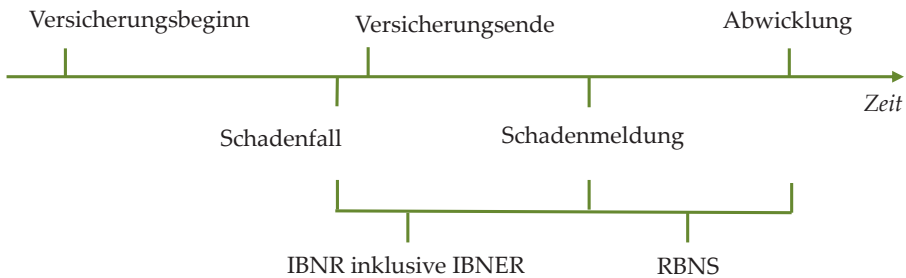 Versicherungsbeginn
Versicherungsende
Abwicklung
Zeit
Schadenfall
Schadenmeldung
IBNR inklusive IBNER
RBNS